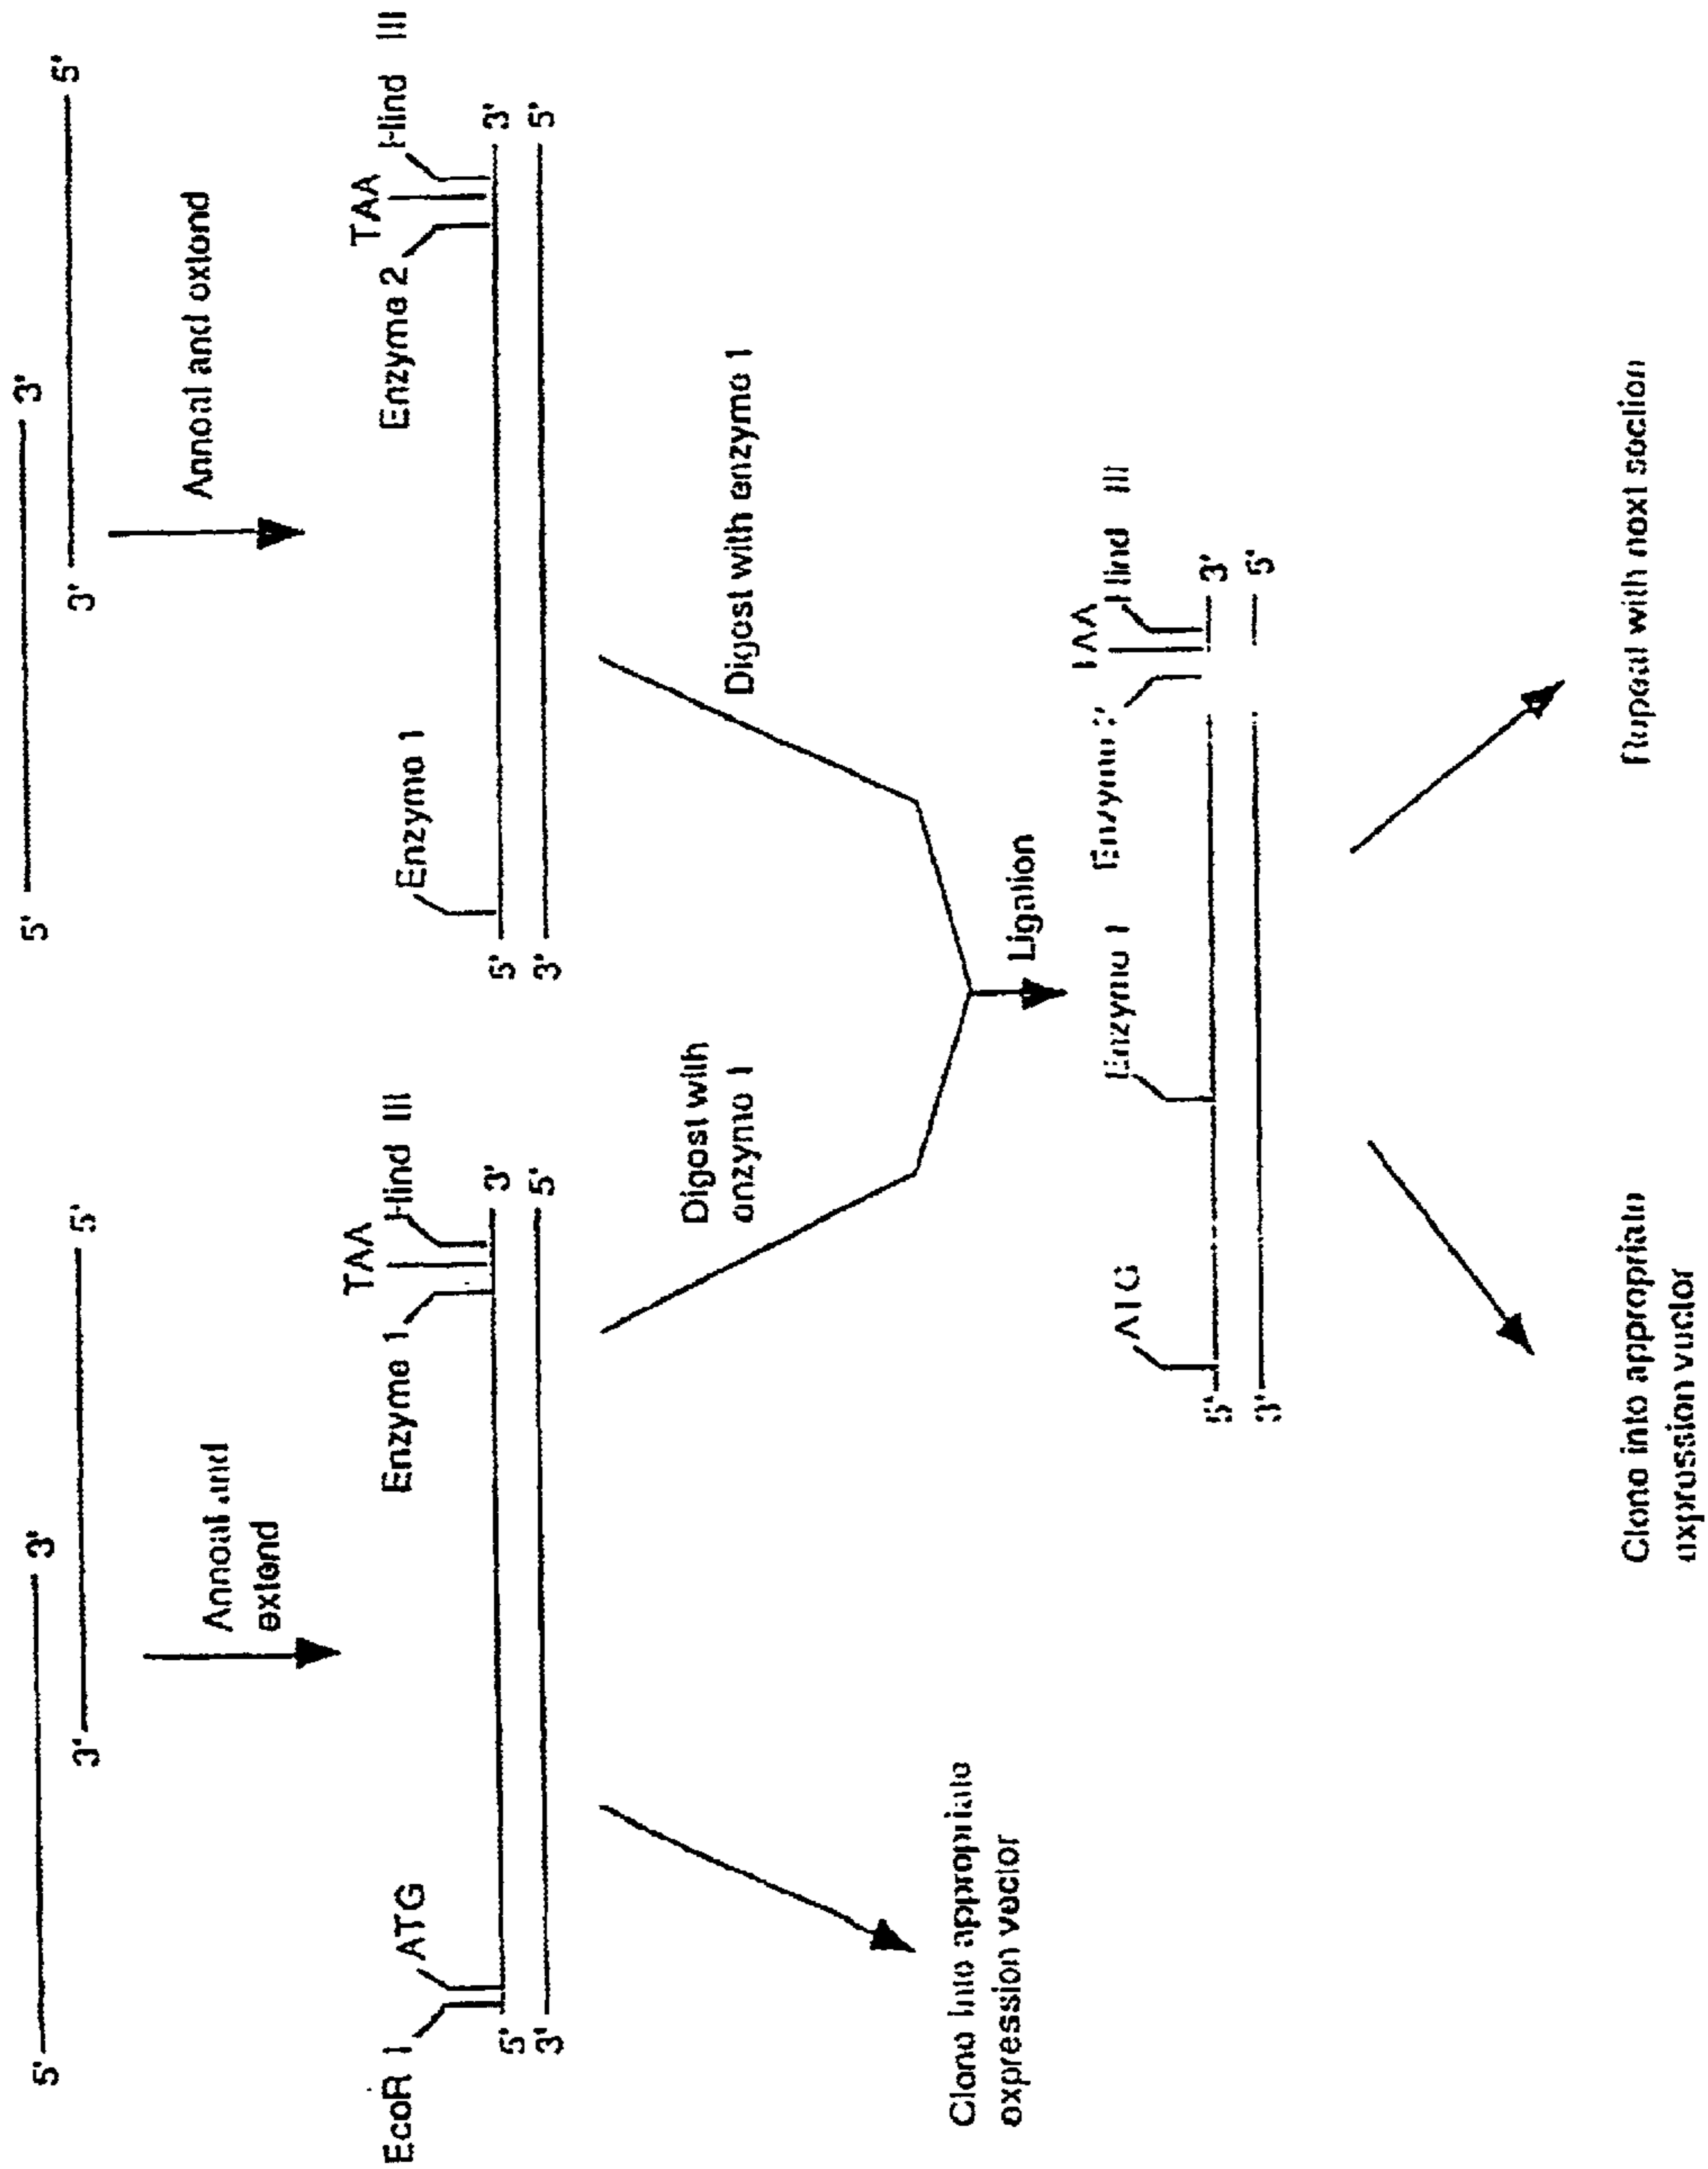 5' 3' 5' 3'
3' 5' 3' 5'
Anneal and
extend
Anneal and extend
EcoR I ATG Enzyme 1 TAA Hind III
5' 3'
3' 5'
Enzyme 1 Enzyme 2 TAA Hind III
5' 3'
3' 5'
Digest with
enzyme 1
Digest with enzyme 1
Clone into appropriate
expression vector
Ligation
ATG Enzyme 1 Enzyme 2 TAA Hind III
5' 3'
3' 5'
Clone into appropriate
expression vector
Repeat with next section